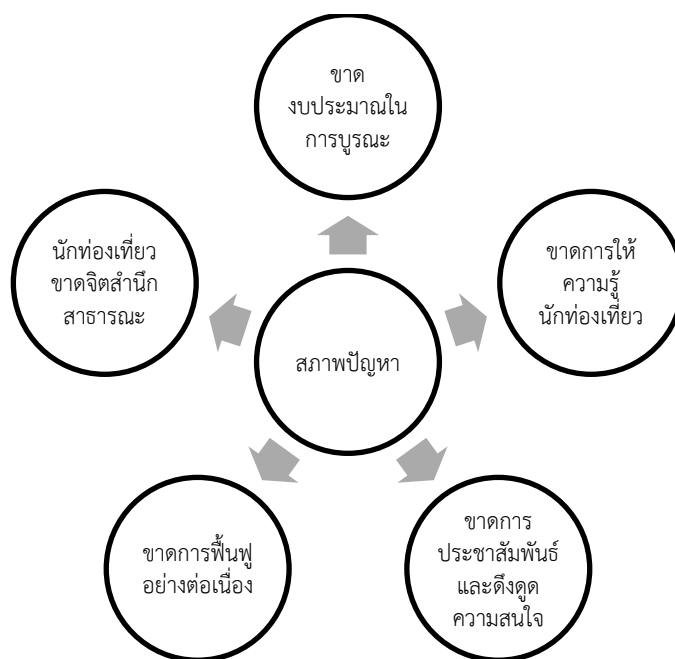 ขาด
งบประมาณใน
การบูรณะ
นักท่องเที่ยว
ขาดจิตสำนึก
สาธารณะ
ขาดการให้
ความรู้
นักท่องเที่ยว
สภาพปัญหา
ขาดการฟื้นฟู
อย่างต่อเนื่อง
ขาดการ
ประชาสัมพันธ์
และดึงดูด
ความสนใจ